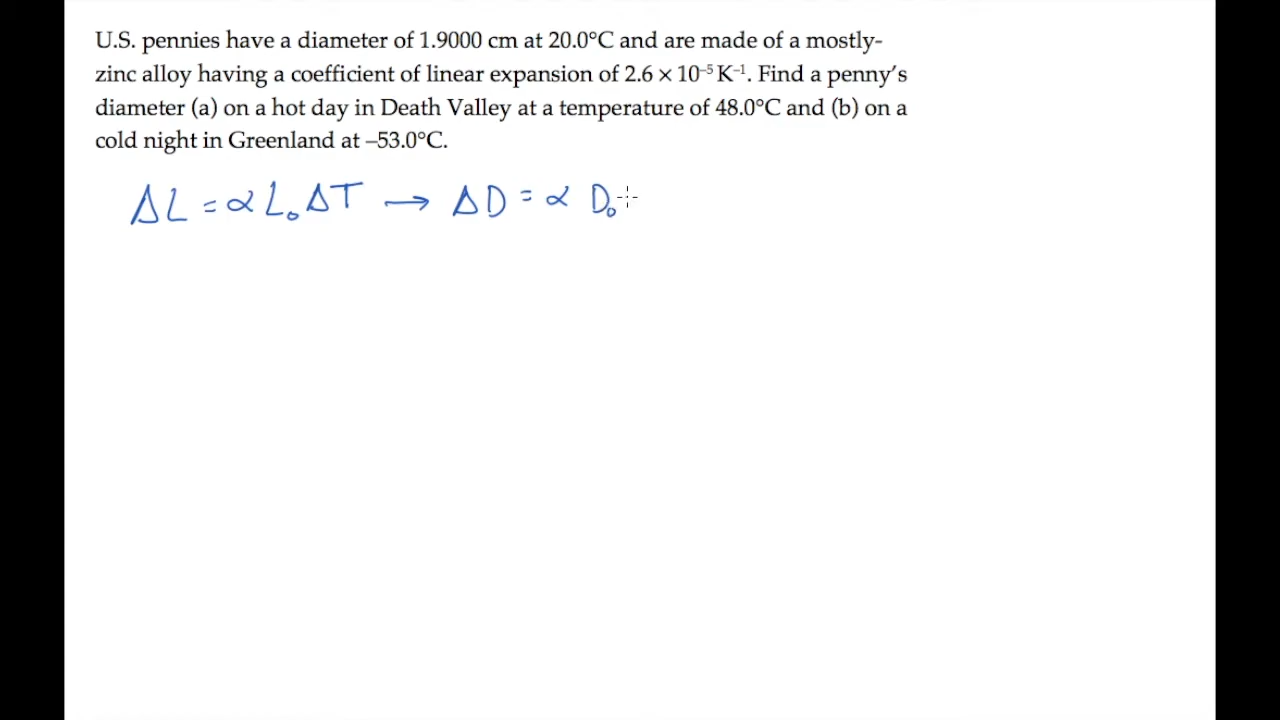 U.S. pennies have a diameter of 1.9000 cm at 20.0°C and are made of a mostly-
zinc alloy having a coefficient of linear expansion of 2.6 × 10⁻⁵ K⁻¹. Find a penny’s
diameter (a) on a hot day in Death Valley at a temperature of 48.0°C and (b) on a
cold night in Greenland at –53.0°C.
ΔL = αL₀ΔT → ΔD = α D₀